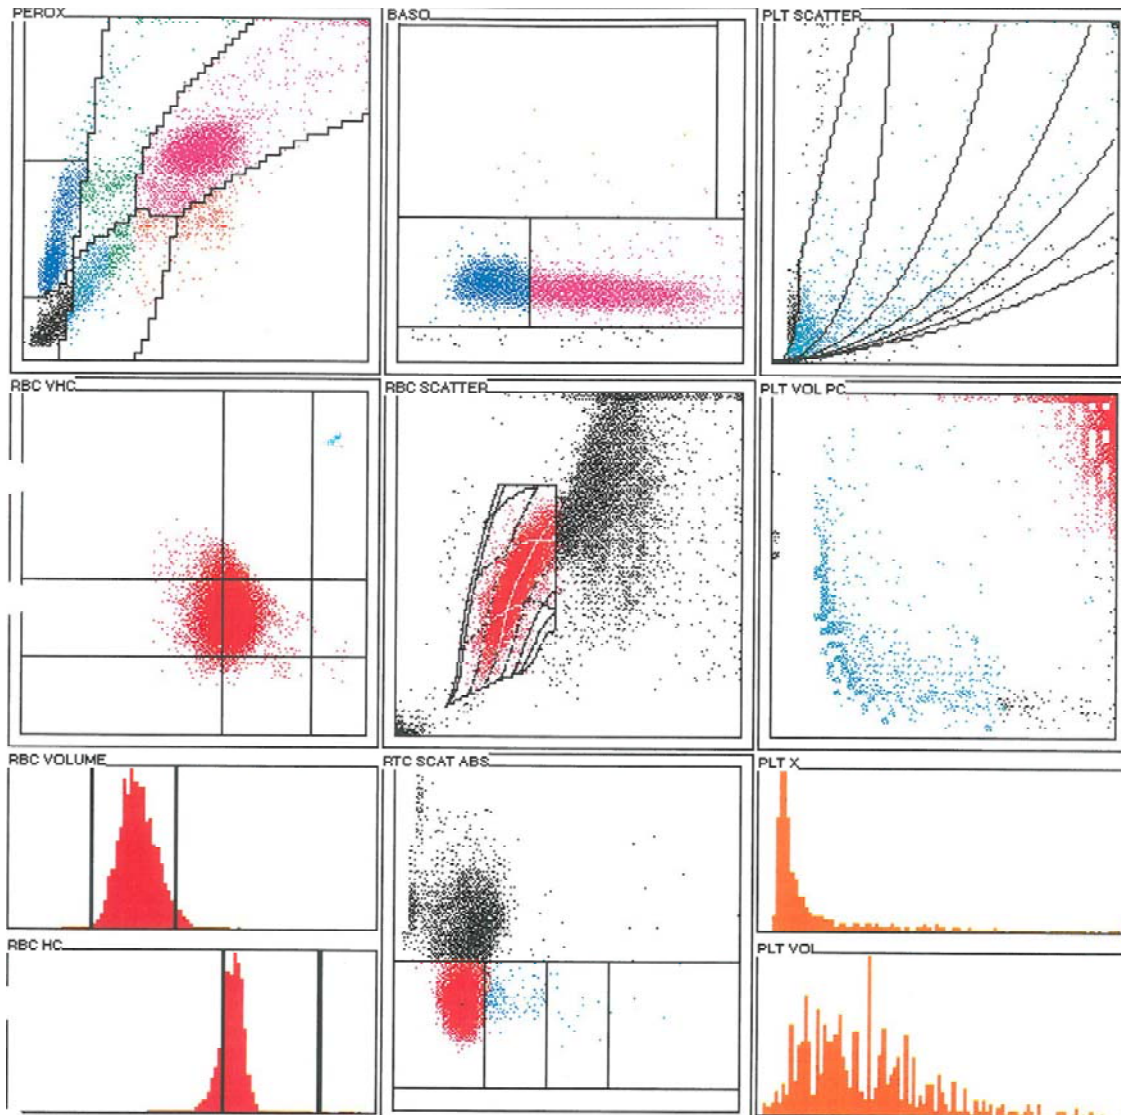 PEROX
BASO
PLT SCATTER
RBC VHC
RBC SCATTER
PLT VOL PC
RBC VOLUME
RTC SCAT ABS
PLT X
RBC HC
PLT VOL